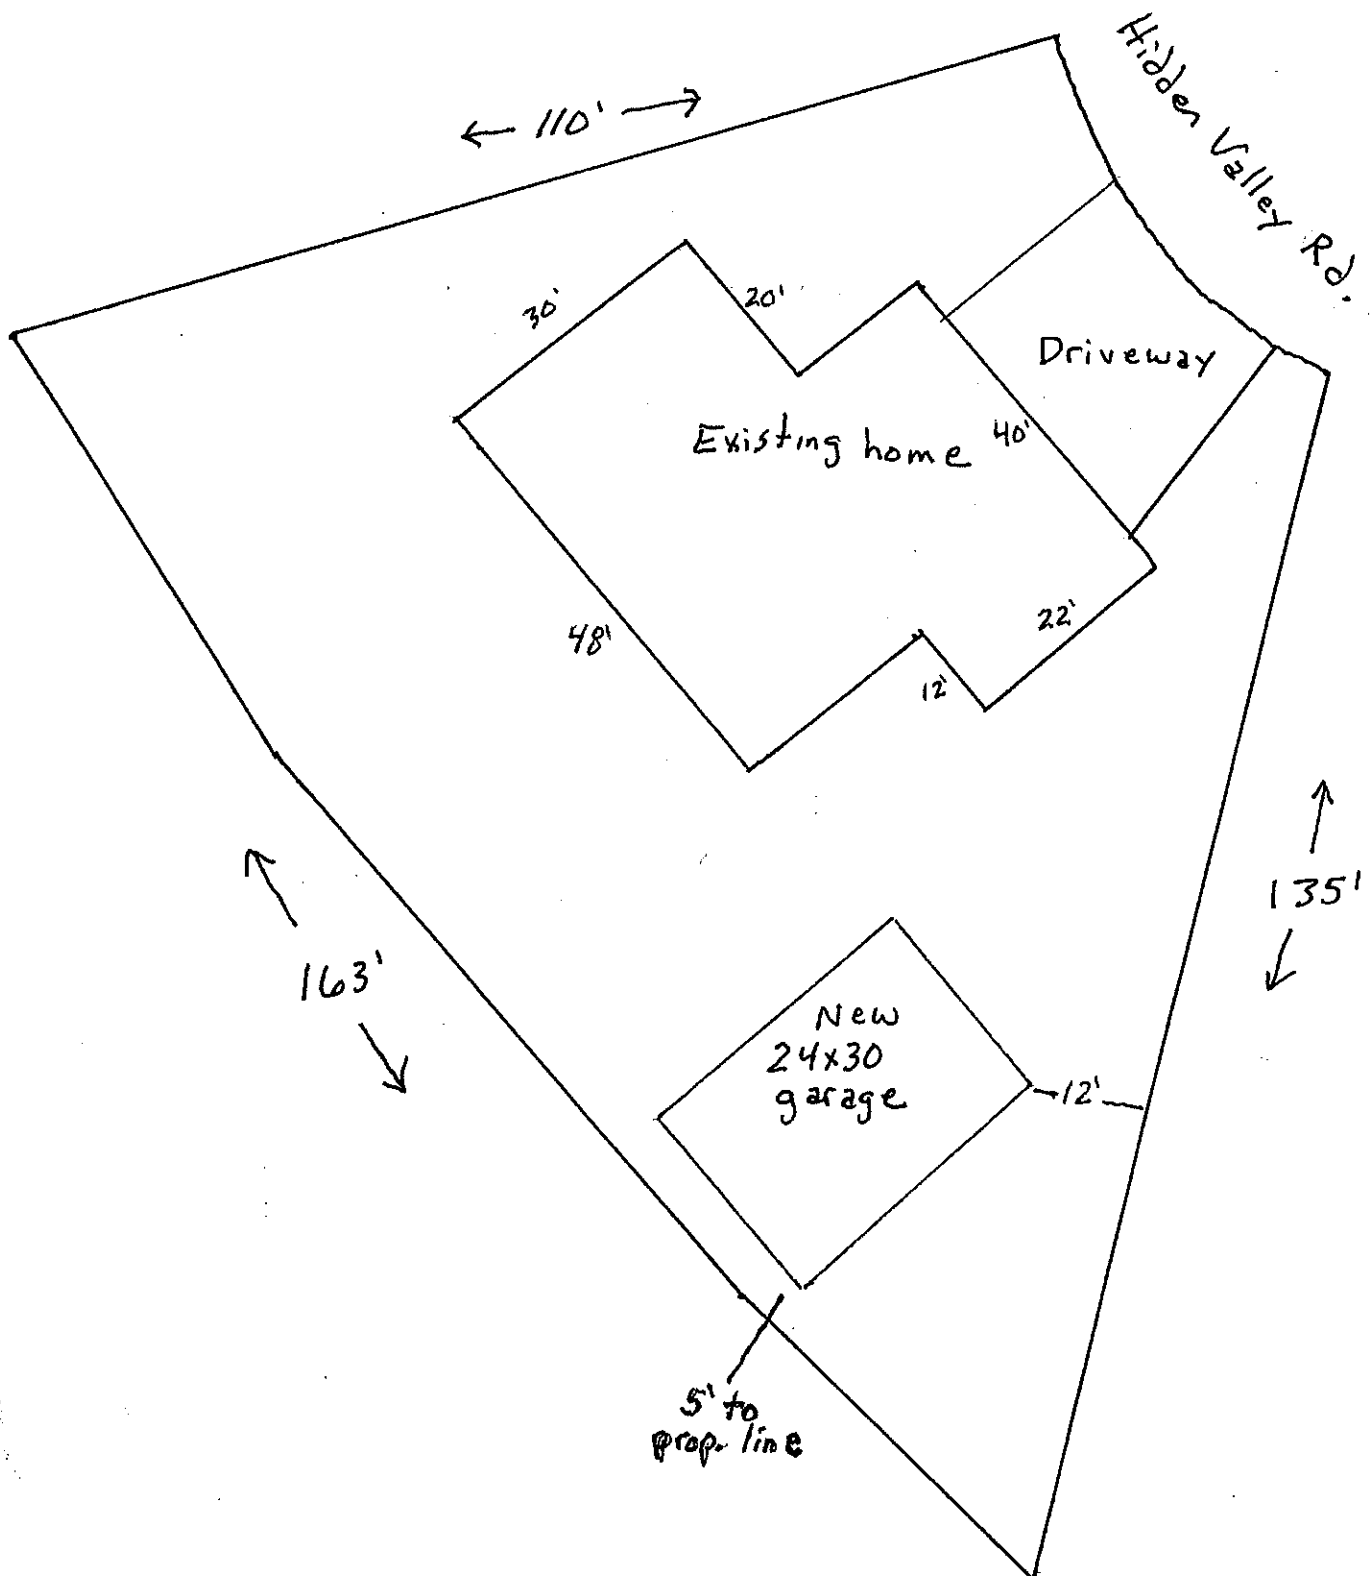 Hidden Valley Rd.
← 110' →
30'
20'
Driveway
Existing home
40'
48'
22'
12'
135'
163'
New
24x30
garage
12'
5' to
prop. line